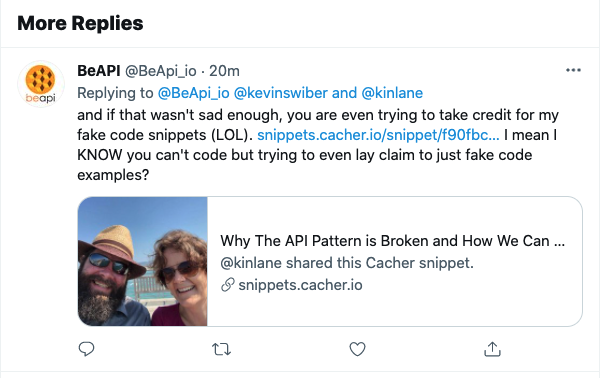 More Replies
BeAPI @BeApi_io · 20m
Replying to @BeApi_io @kevinswiber and @kinlane
beapi
and if that wasn't sad enough, you are even trying to take credit for my
fake code snippets (LOL). snippets.cacher.io/snippet/f90fbc... I mean I
KNOW you can't code but trying to even lay claim to just fake code
examples?
Why The API Pattern is Broken and How We Can ...
@kinlane shared this Cacher snippet.
snippets.cacher.io